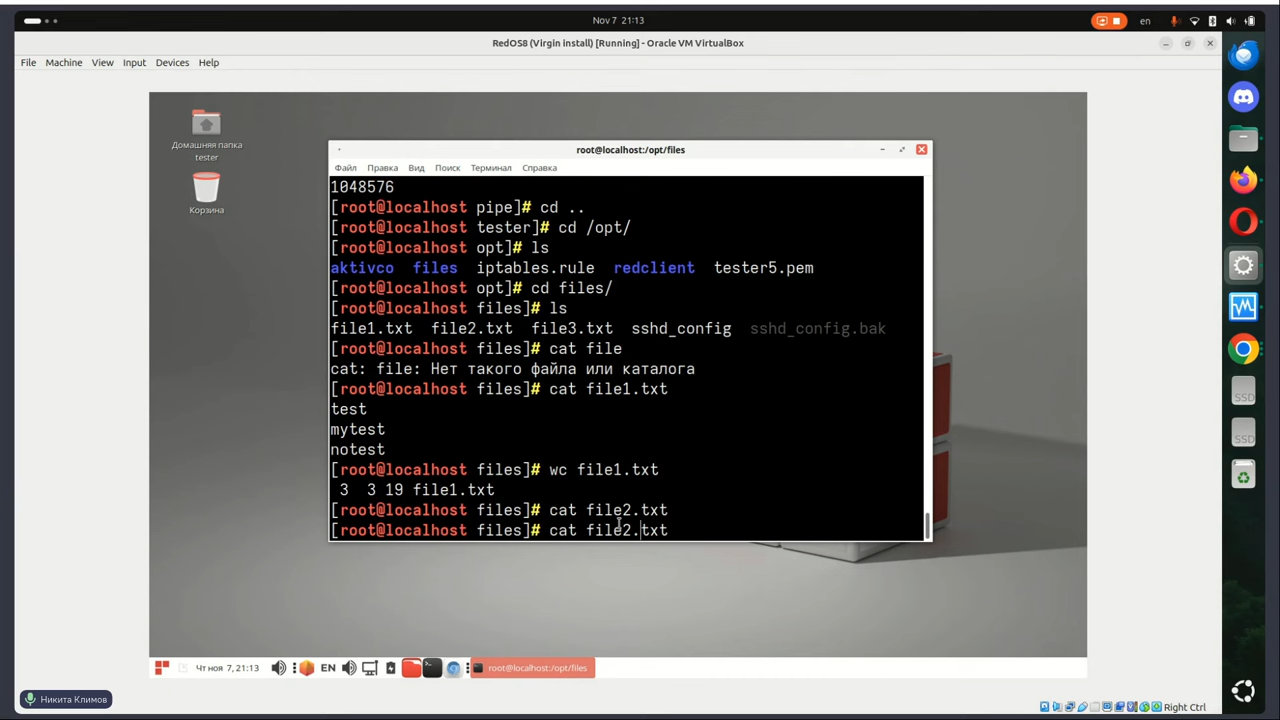 Nov 7 21:13
en
RedOS8 (Virgin install) [Running] - Oracle VM VirtualBox
File Machine View Input Devices Help
Домашняя папка
tester
Корзина
root@localhost:/opt/files
Файл Правка Вид Поиск Терминал Справка
1048576
[root@localhost pipe]# cd ..
[root@localhost tester]# cd /opt/
[root@localhost opt]# ls
aktivco files iptables.rule redclient tester5.pem
[root@localhost opt]# cd files/
[root@localhost files]# ls
file1.txt file2.txt file3.txt sshd_config sshd_config.bak
[root@localhost files]# cat file
cat: file: Нет такого файла или каталога
[root@localhost files]# cat file1.txt
test
mytest
notest
[root@localhost files]# wc file1.txt
3 3 19 file1.txt
[root@localhost files]# cat file2.txt
[root@localhost files]# cat file2.txt
SSD
SSD
Чт ноя 7, 21:13
EN
root@localhost:/opt/files
Никита Климов
Right Ctrl